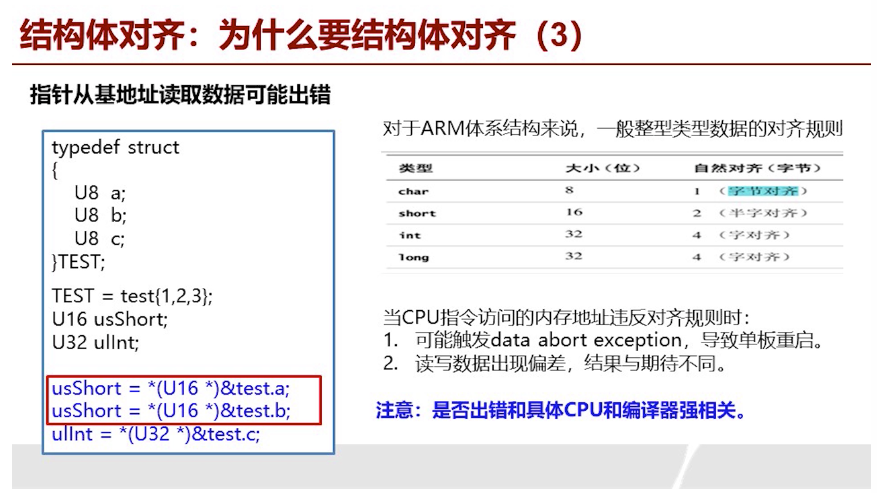 结构体对齐：为什么要结构体对齐（3）
指针从基地址读取数据可能出错
typedef struct
{
U8 a;
U8 b;
U8 c;
}TEST;
TEST = test{1,2,3};
U16 usShort;
U32 ulInt;
usShort = *(U16 *)&test.a;
usShort = *(U16 *)&test.b;
ulInt = *(U32 *)&test.c;
对于ARM体系结构来说，一般整型类型数据的对齐规则
类型 大小（位） 自然对齐（字节）
char 8 1 （字节对齐）
short 16 2 （半字对齐）
int 32 4 （字对齐）
long 32 4 （字对齐）
当CPU指令访问的内存地址违反对齐规则时：
1. 可能触发data abort exception，导致单板重启。
2. 读写数据出现偏差，结果与期待不同。
注意：是否出错和具体CPU和编译器强相关。